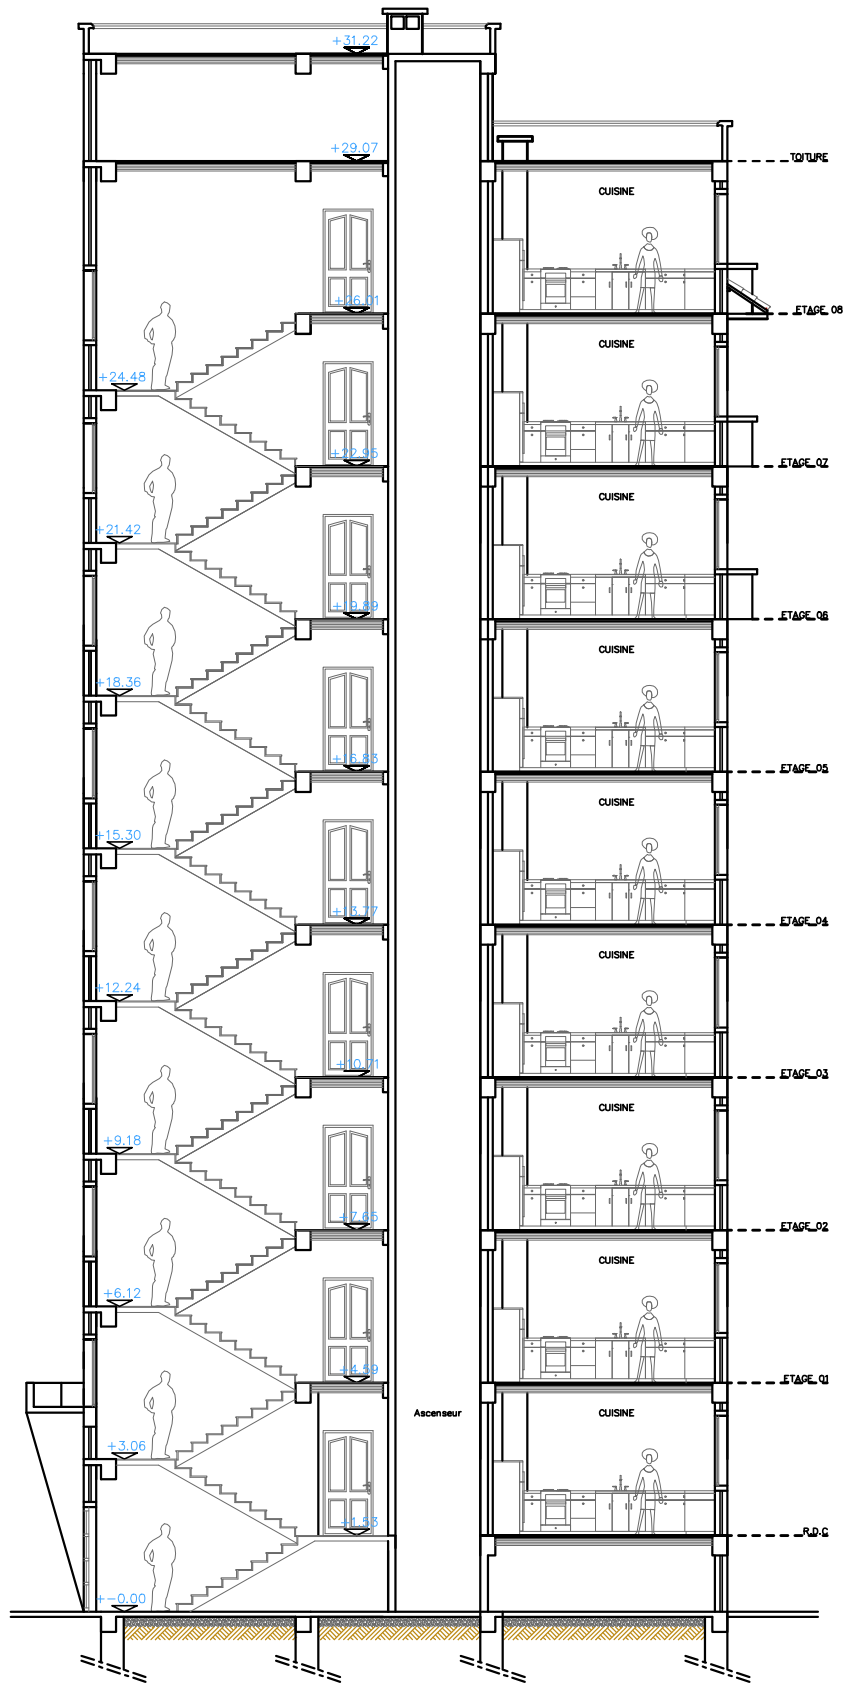 +31.22
+29.07
TOITURE
CUISINE
+26.01
ETAGE 08
CUISINE
+24.48
+22.95
ETAGE 07
CUISINE
+21.42
+19.89
ETAGE 06
CUISINE
+18.36
+16.83
ETAGE 05
CUISINE
+15.30
+13.77
ETAGE 04
CUISINE
+12.24
+10.71
ETAGE 03
CUISINE
+9.18
+7.65
ETAGE 02
CUISINE
+6.12
+4.59
ETAGE 01
Ascenseur
CUISINE
+3.06
+1.53
R.D.C
+-0.00